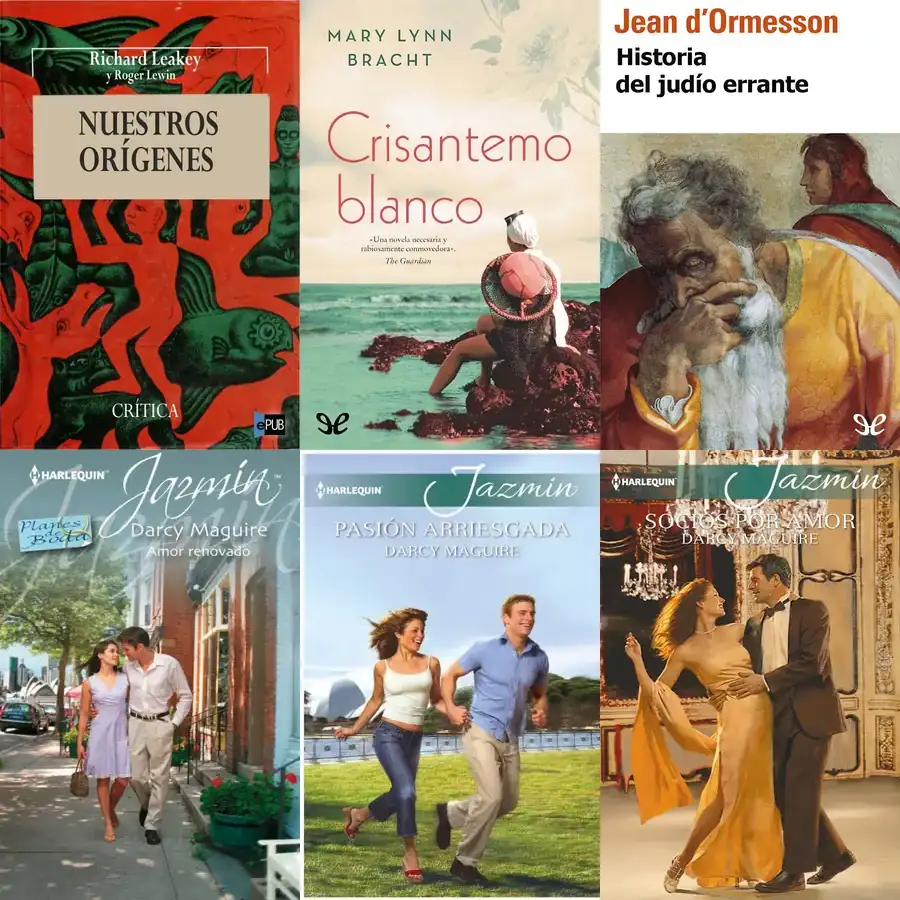 Richard Leakey
y Roger Lewin
NUESTROS
ORÍGENES
CRÍTICA
ePUB
MARY LYNN
BRACHT
Crisantemo
blanco
«Una novela necesaria y
rabiosamente conmovedora».
The Guardian
Jean d'Ormesson
Historia
del judío errante
HARLEQUIN™
Jazmín™
Planes
de
Boda
Darcy Maguire
Amor renovado
HARLEQUIN
Jazmín
PASIÓN ARRIESGADA
DARCY MAGUIRE
HARLEQUIN
Jazmín
SOCIOS POR AMOR
DARCY MAGUIRE